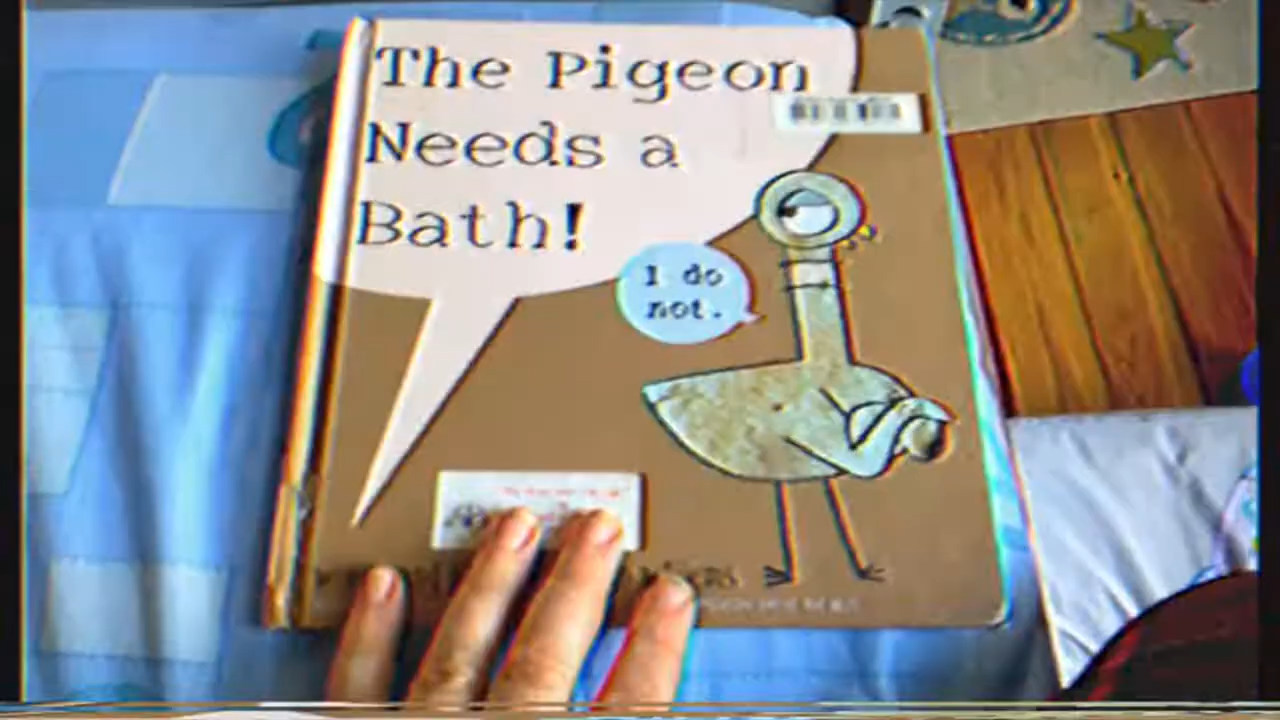 The Pigeon
Needs a
Bath!
I do
not.